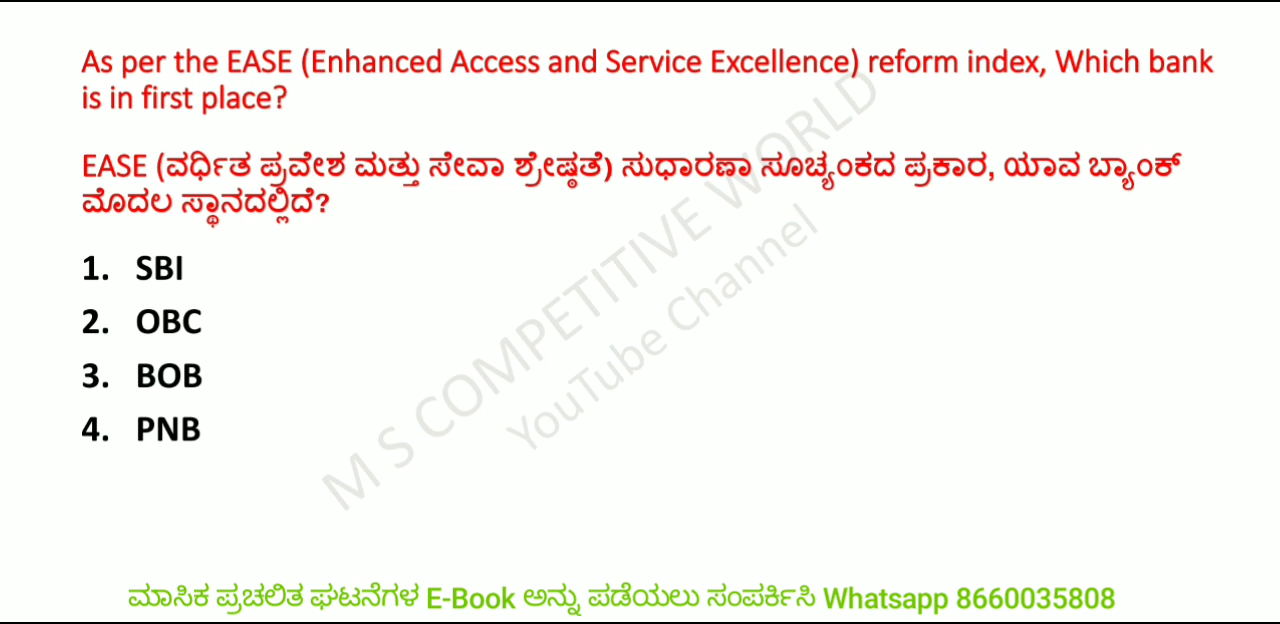 As per the EASE (Enhanced Access and Service Excellence) reform index, Which bank
is in first place?
EASE (ವರ್ಧಿತ ಪ್ರವೇಶ ಮತ್ತು ಸೇವಾ ಶ್ರೇಷ್ಠತೆ) ಸುಧಾರಣಾ ಸೂಚ್ಯಂಕದ ಪ್ರಕಾರ, ಯಾವ ಬ್ಯಾಂಕ್
ಮೊದಲ ಸ್ಥಾನದಲ್ಲಿದೆ?
1. SBI
2. OBC
3. BOB
4. PNB
M S COMPETITIVE WORLD
YouTube Channel
ಮಾಸಿಕ ಪ್ರಚಲಿತ ಘಟನೆಗಳ E-Book ಅನ್ನು ಪಡೆಯಲು ಸಂಪರ್ಕಿಸಿ Whatsapp 8660035808